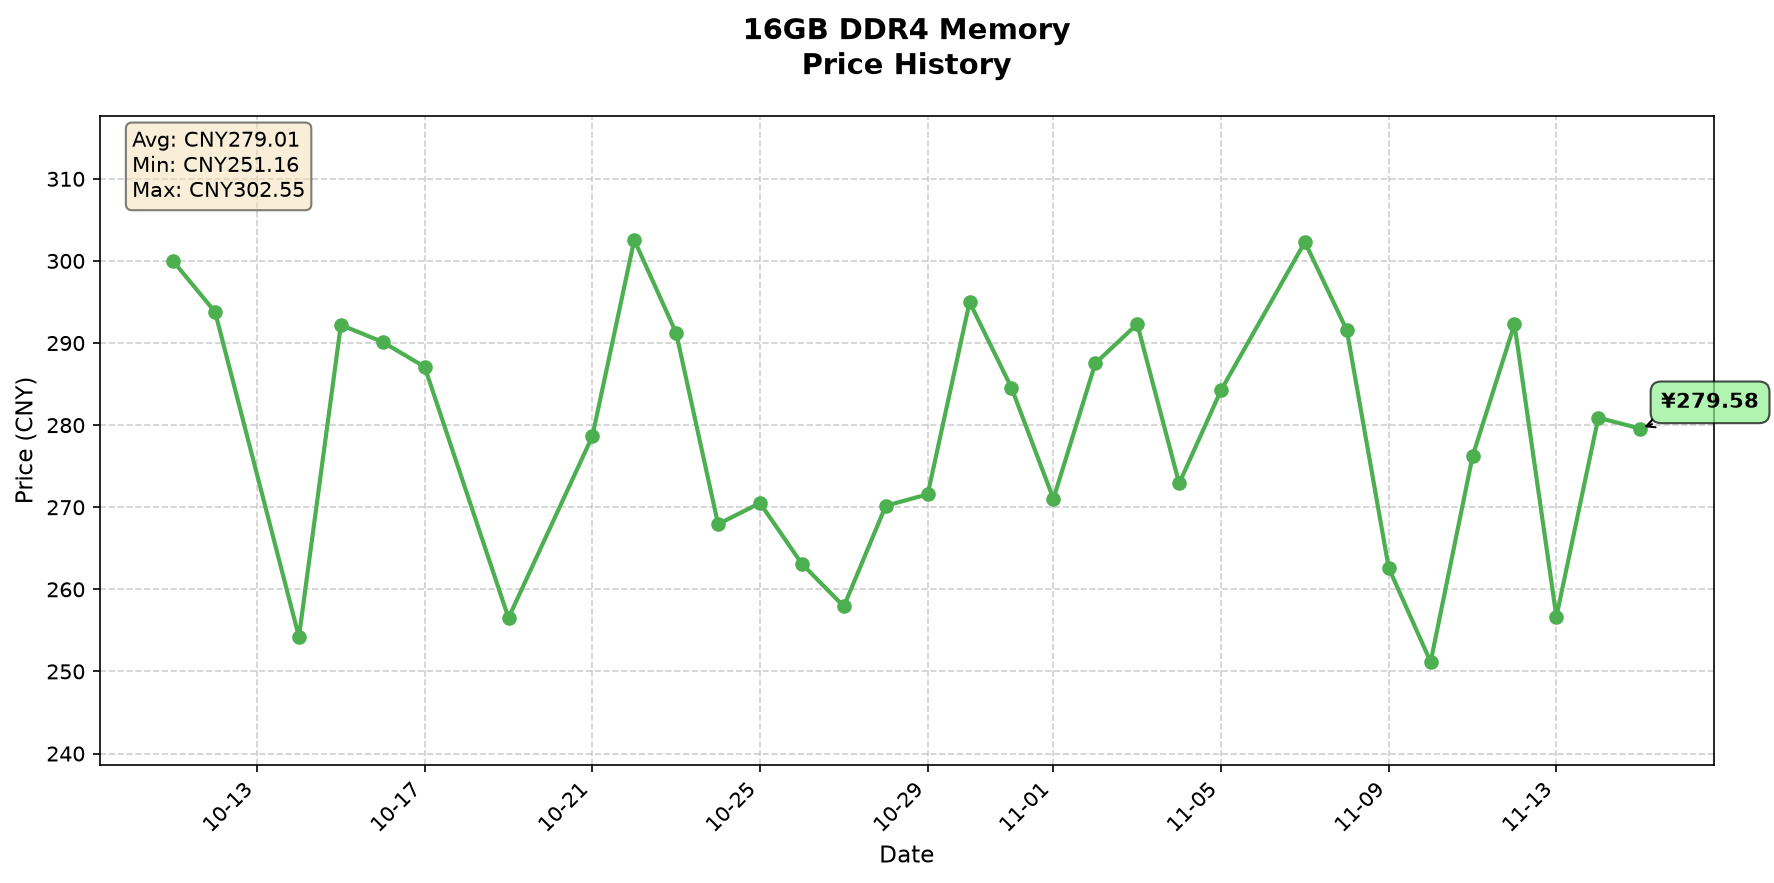 16GB DDR4 Memory
Price History
Avg: CNY279.01
Min: CNY251.16
Max: CNY302.55
310
300
290
280
270
260
250
240
Price (CNY)
¥279.58
10-13
10-17
10-21
10-25
10-29
11-01
11-05
11-09
11-13
Date